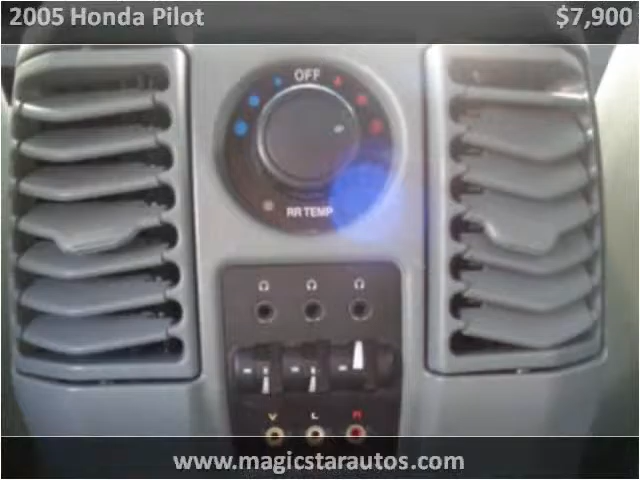 2005 Honda Pilot $7,900
OFF
RR TEMP
V L R
www.magicstarautos.com